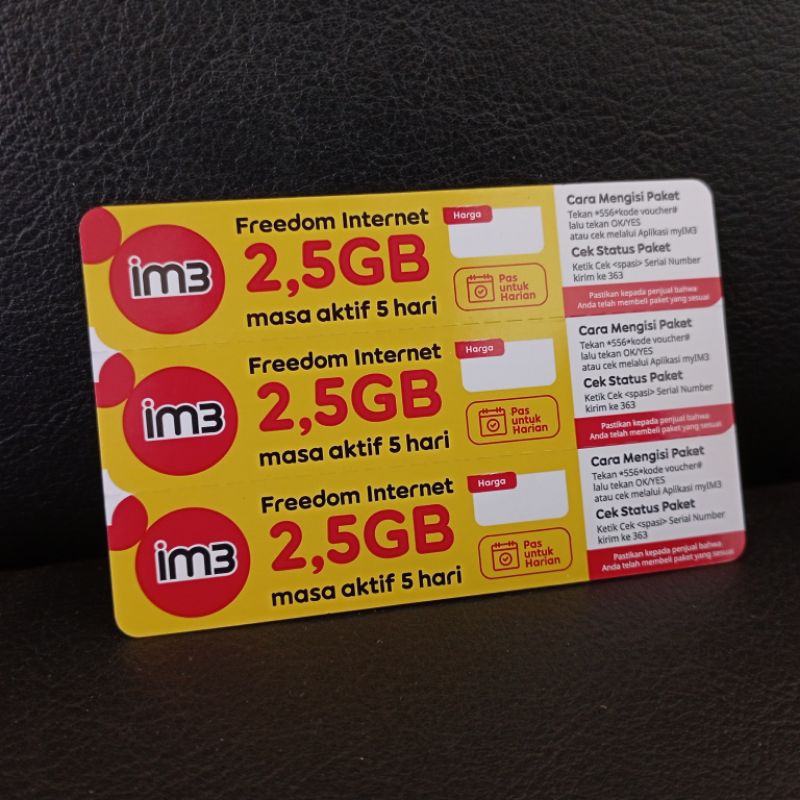 im3
Freedom Internet
2,5GB
masa aktif 5 hari
Harga
Pas
untuk
Harian
Cara Mengisi Paket
Tekan *556*kode voucher#
lalu tekan OK/YES
atau cek melalui Aplikasi myIM3
Cek Status Paket
Ketik Cek <spasi> Serial Number
kirim ke 363
Pastikan kepada penjual bahwa
Anda telah membeli paket yang sesuai
im3
Freedom Internet
2,5GB
masa aktif 5 hari
Harga
Pas
untuk
Harian
Cara Mengisi Paket
Tekan *556*kode voucher#
lalu tekan OK/YES
atau cek melalui Aplikasi myIM3
Cek Status Paket
Ketik Cek <spasi> Serial Number
kirim ke 363
Pastikan kepada penjual bahwa
Anda telah membeli paket yang sesuai
im3
Freedom Internet
2,5GB
masa aktif 5 hari
Harga
Pas
untuk
Harian
Cara Mengisi Paket
Tekan *556*kode voucher#
lalu tekan OK/YES
atau cek melalui Aplikasi myIM3
Cek Status Paket
Ketik Cek <spasi> Serial Number
kirim ke 363
Pastikan kepada penjual bahwa
Anda telah membeli paket yang sesuai